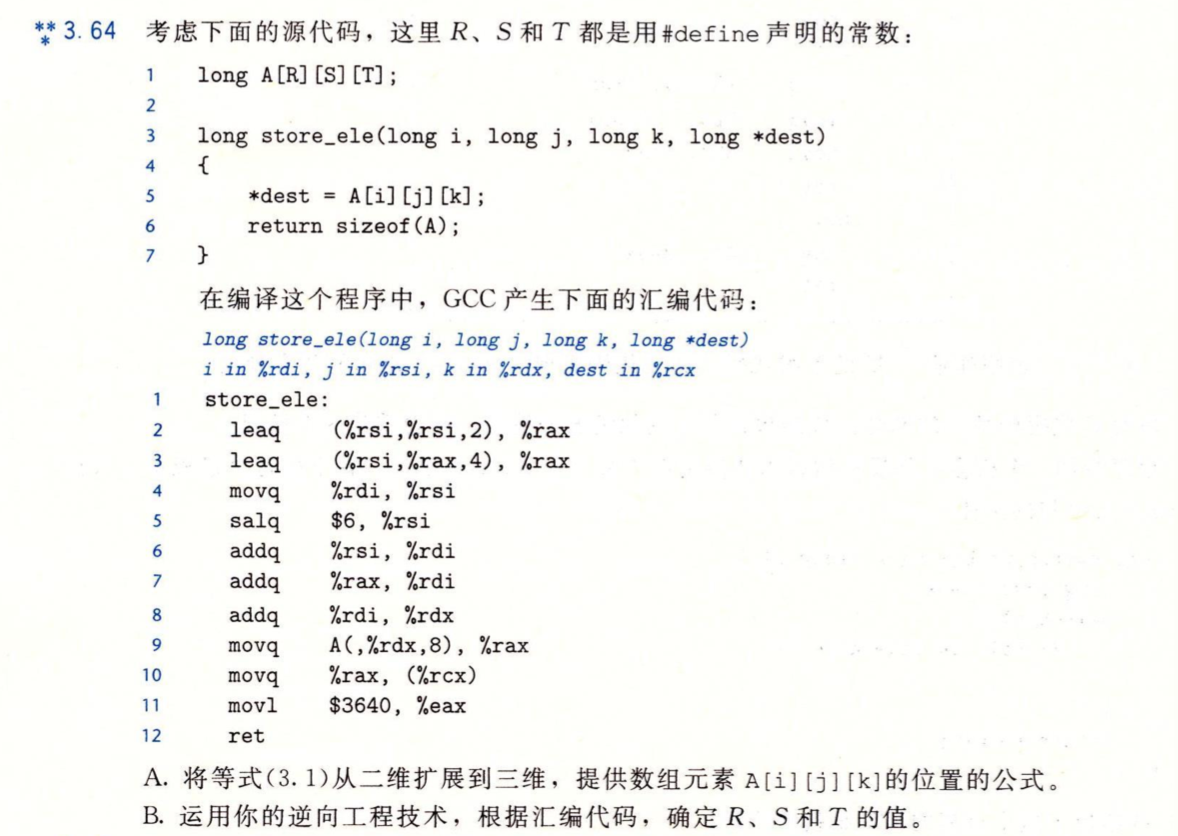 *** 3.64 考虑下面的源代码，这里 R、S 和 T 都是用#define 声明的常数：
1 long A[R][S][T];
2
3 long store_ele(long i, long j, long k, long *dest)
4 {
5 *dest = A[i][j][k];
6 return sizeof(A);
7 }
在编译这个程序中，GCC 产生下面的汇编代码：
long store_ele(long i, long j, long k, long *dest)
i in %rdi, j in %rsi, k in %rdx, dest in %rcx
1 store_ele:
2 leaq (%rsi,%rsi,2), %rax
3 leaq (%rsi,%rax,4), %rax
4 movq %rdi, %rsi
5 salq $6, %rsi
6 addq %rsi, %rdi
7 addq %rax, %rdi
8 addq %rdi, %rdx
9 movq A(,%rdx,8), %rax
10 movq %rax, (%rcx)
11 movl $3640, %eax
12 ret
A. 将等式(3.1)从二维扩展到三维，提供数组元素 A[i][j][k]的位置的公式。
B. 运用你的逆向工程技术，根据汇编代码，确定 R、S 和 T 的值。